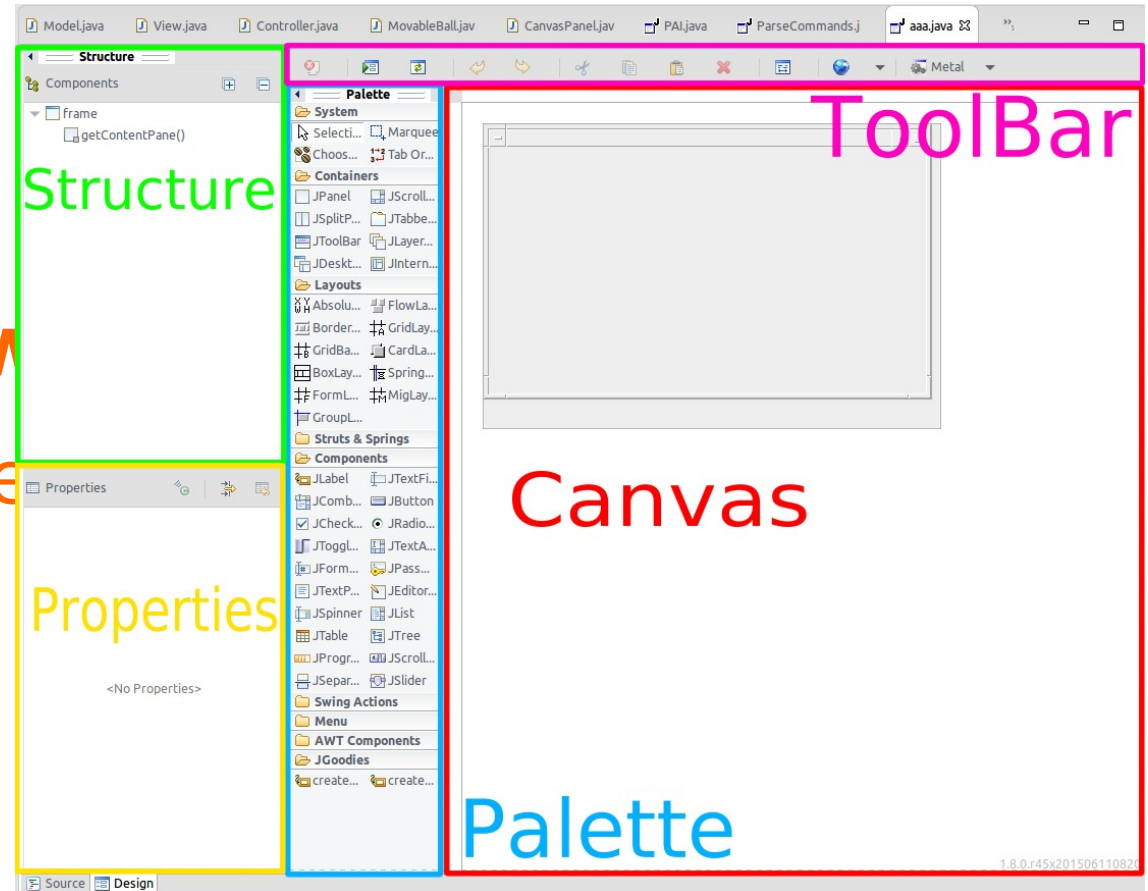 Model.java View.java Controller.java MovableBall.jav CanvasPanel.jav PAI.java ParseCommands.j aaa.java »1
Structure
Components
frame
getContentPane()
Structure
Metal
ToolBar
Palette
System
Selecti... Marquee
Choos... Tab Or...
Containers
JPanel JScroll...
JSplitP... JTabbe...
JToolBar JLayer...
JDeskt... JIntern...
Layouts
Absolu... FlowLa...
Border... GridLay...
GridBa... CardLa...
BoxLay... Spring...
FormL... MigLay...
GroupL...
Struts & Springs
Components
JLabel JTextFi...
JComb... JButton
JCheck... JRadio...
JToggl... JTextA...
JForm... JPass...
JTextP... JEditor...
JSpinner JList
JTable JTree
JProgr... JScroll...
JSepar... JSlider
Swing Actions
Menu
AWT Components
JGoodies
create... create...
Canvas
Palette
1.8.0.r45x201506110820
Properties
Properties
<No Properties>
Source Design